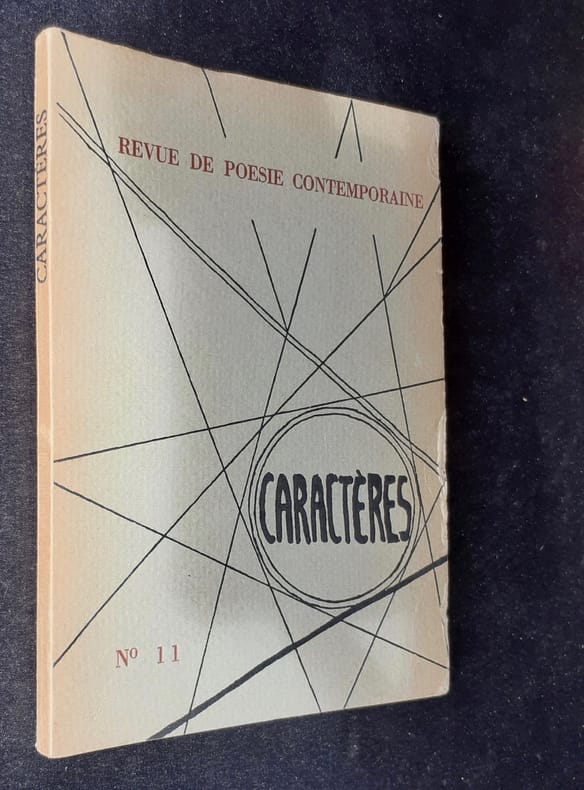 CARACTÈRES
REVUE DE POESIE CONTEMPORAINE
CARACTÈRES
Nº 11